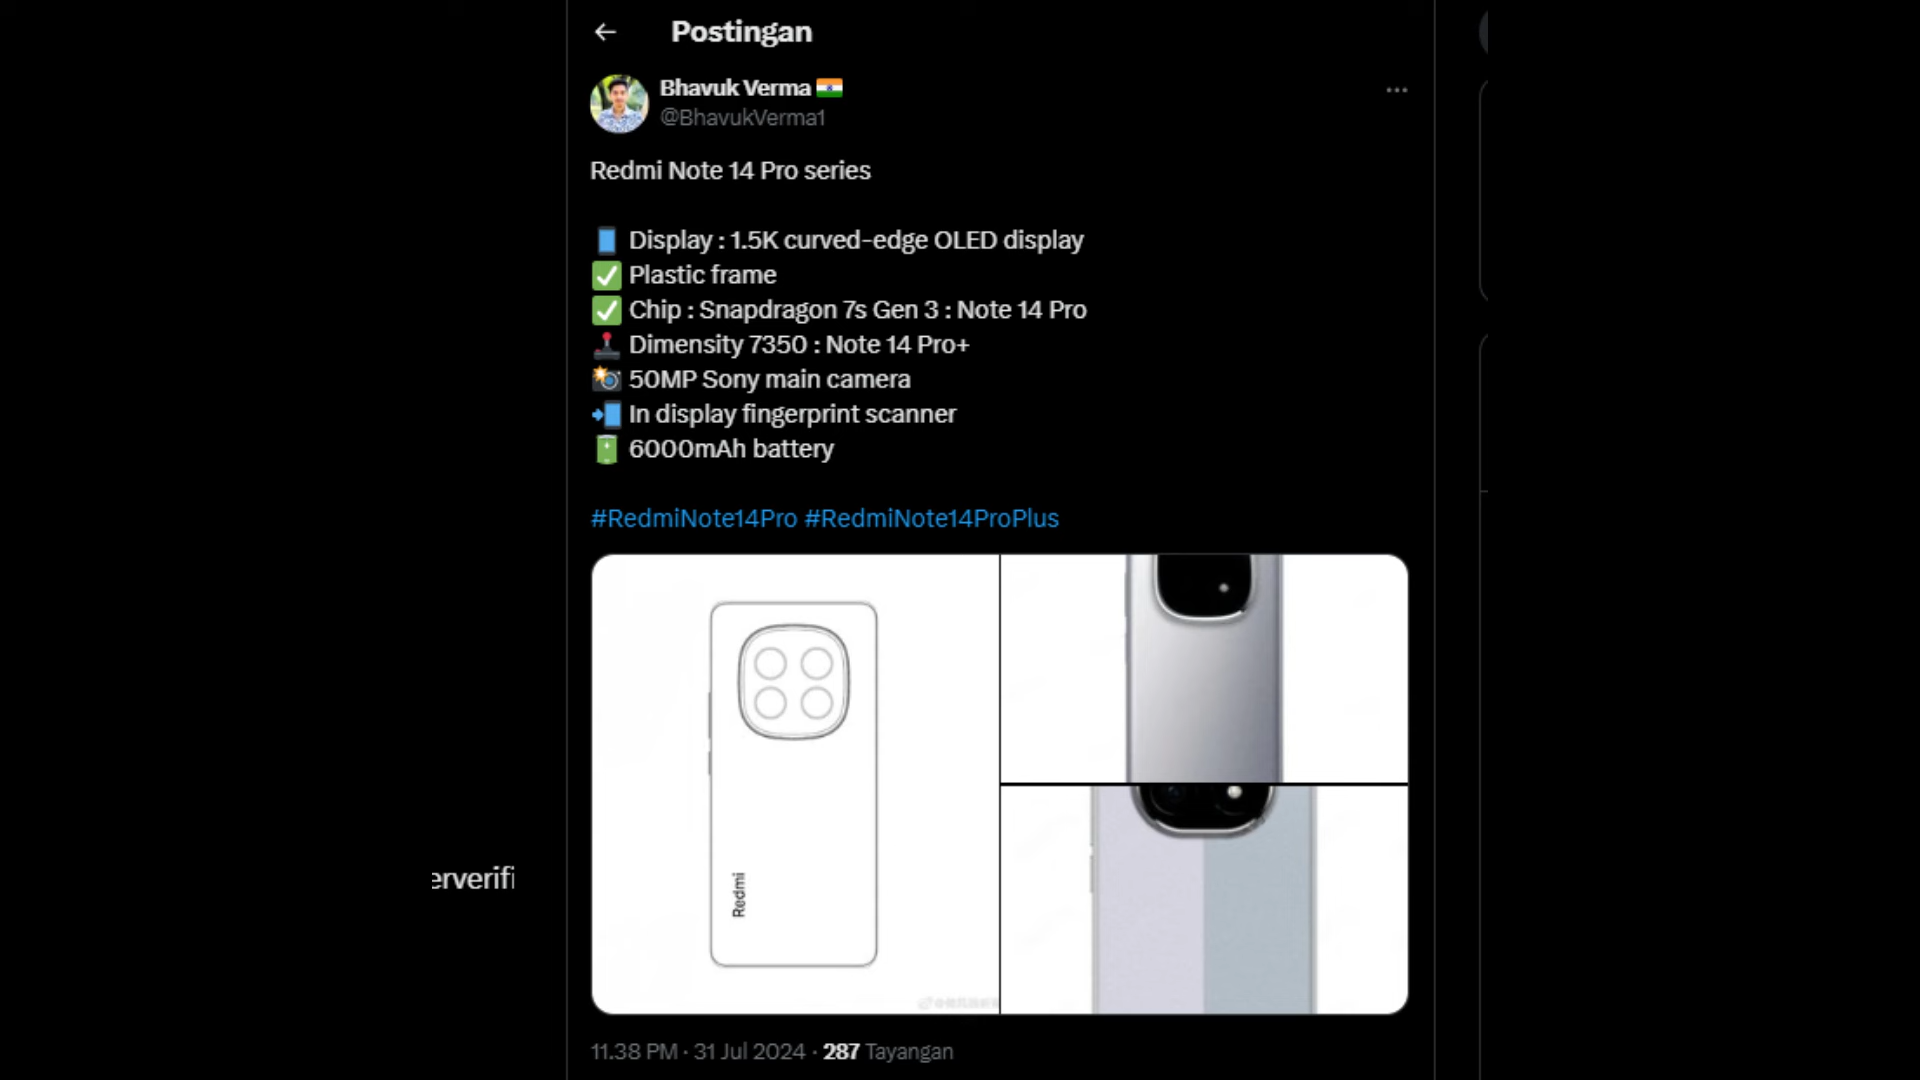 Postingan
Bhavuk Verma 🇮🇳
@BhavukVerma1
Redmi Note 14 Pro series
Display : 1.5K curved-edge OLED display
✅ Plastic frame
✅ Chip : Snapdragon 7s Gen 3 : Note 14 Pro
🕹️ Dimensity 7350 : Note 14 Pro+
📸 50MP Sony main camera
📲 In display fingerprint scanner
🔋 6000mAh battery
#RedmiNote14Pro #RedmiNote14ProPlus
Redmi
erverifi
11.38 PM · 31 Jul 2024 · 287 Tayangan